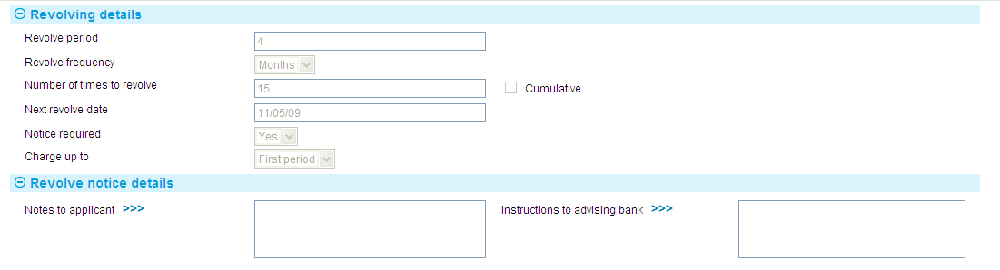 Revolving details
Revolve period 4
Revolve frequency Months
Number of times to revolve 15 Cumulative
Next revolve date 11/05/09
Notice required Yes
Charge up to First period
Revolve notice details
Notes to applicant >>> Instructions to advising bank >>>